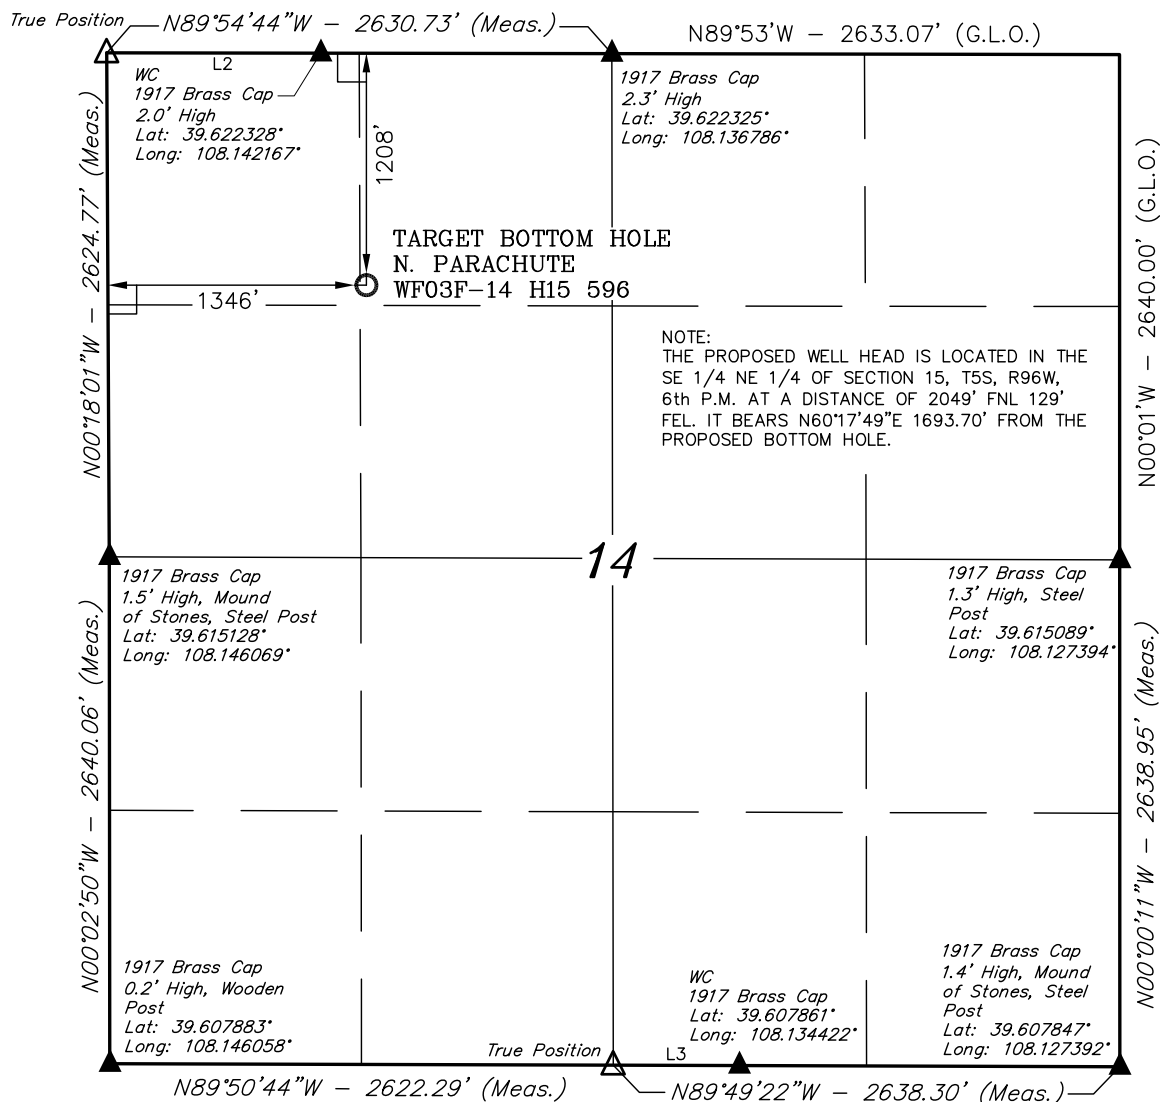 True Position
N89°54'44"W - 2630.73' (Meas.)
N89°53'W - 2633.07' (G.L.O.)
L2
WC
1917 Brass Cap
2.0' High
Lat: 39.622328°
Long: 108.142167°
1917 Brass Cap
2.3' High
Lat: 39.622325°
Long: 108.136786°
1208'
N00°18'01"W - 2624.77' (Meas.)
N00°01'W - 2640.00' (G.L.O.)
TARGET BOTTOM HOLE
N. PARACHUTE
WF03F-14 H15 596
1346'
NOTE:
THE PROPOSED WELL HEAD IS LOCATED IN THE
SE 1/4 NE 1/4 OF SECTION 15, T5S, R96W,
6th P.M. AT A DISTANCE OF 2049' FNL 129'
FEL. IT BEARS N60°17'49"E 1693.70' FROM THE
PROPOSED BOTTOM HOLE.
14
1917 Brass Cap
1.5' High, Mound
of Stones, Steel Post
Lat: 39.615128°
Long: 108.146069°
1917 Brass Cap
1.3' High, Steel
Post
Lat: 39.615089°
Long: 108.127394°
N00°02'50"W - 2640.06' (Meas.)
N00°00'11"W - 2638.95' (Meas.)
1917 Brass Cap
0.2' High, Wooden
Post
Lat: 39.607883°
Long: 108.146058°
WC
1917 Brass Cap
Lat: 39.607861°
Long: 108.134422°
1917 Brass Cap
1.4' High, Mound
of Stones, Steel
Post
Lat: 39.607847°
Long: 108.127392°
True Position
L3
N89°50'44"W - 2622.29' (Meas.)
N89°49'22"W - 2638.30' (Meas.)